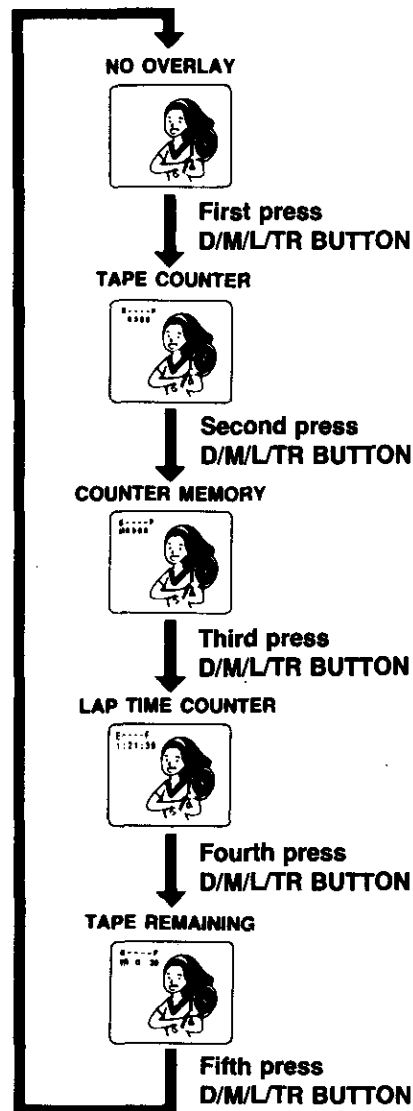 NO OVERLAY
First press
D/M/L/TR BUTTON
TAPE COUNTER
Second press
D/M/L/TR BUTTON
COUNTER MEMORY
Third press
D/M/L/TR BUTTON
LAP TIME COUNTER
E----F
1:21:38
Fourth press
D/M/L/TR BUTTON
TAPE REMAINING
Fifth press
D/M/L/TR BUTTON